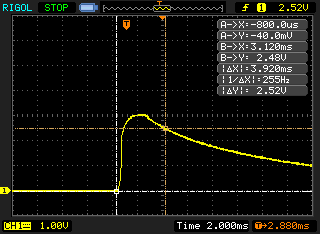 RIGOL STOP T 1 2.52V
T
A->X=-800.0us
A->Y=-40.0mV
B->X=3.120ms
B->Y= 2.48V
|ΔX|=3.920ms
|1/ΔX|=255Hz
|ΔY|=2.52V
1
CH1 1.00V Time 2.000ms T→2.880ms